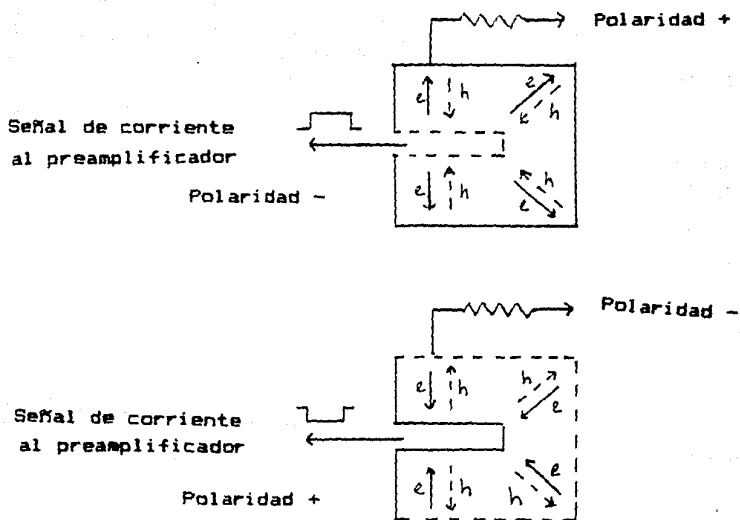 Polaridad +
e h e h
Señal de corriente
al preamplificador
Polaridad -
e h h e
Polaridad -
e h h e
Señal de corriente
al preamplificador
Polaridad +
e h h e